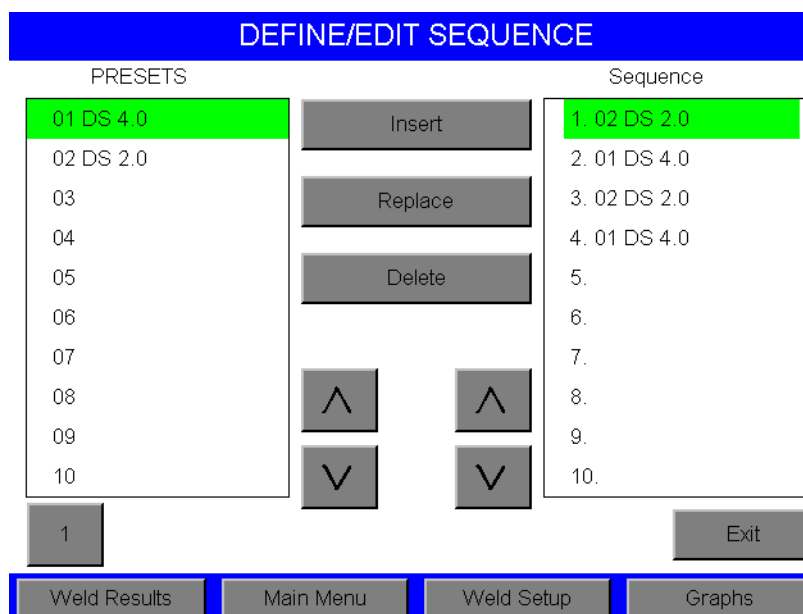 DEFINE/EDIT SEQUENCE
PRESETS
Sequence
01 DS 4.0
02 DS 2.0
03
04
05
06
07
08
09
10
Insert
Replace
Delete
1. 02 DS 2.0
2. 01 DS 4.0
3. 02 DS 2.0
4. 01 DS 4.0
5.
6.
7.
8.
9.
10.
1
Exit
Weld Results
Main Menu
Weld Setup
Graphs